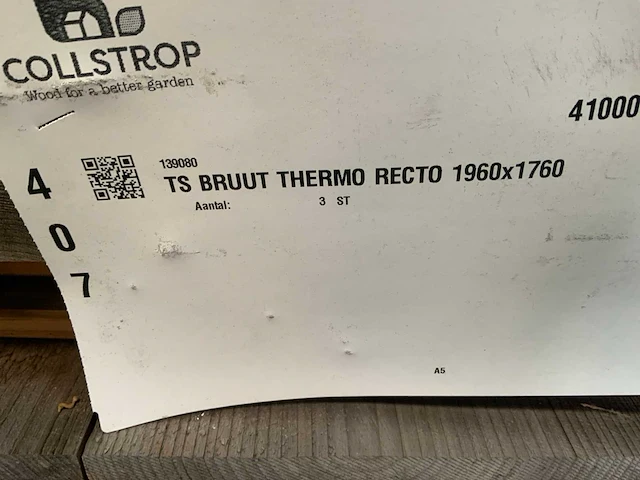 COLLSTROP
Wood for a better garden
41000
4
0
7
139080
TS BRUUT THERMO RECTO 1960x1760
Aantal: 3 ST
A5